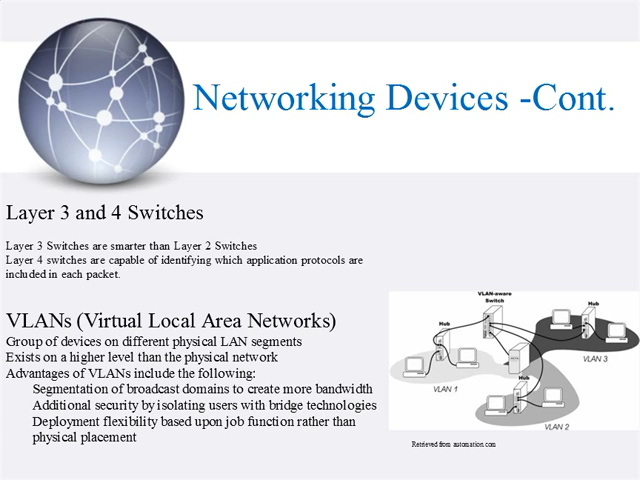 Networking Devices -Cont.
Layer 3 and 4 Switches
Layer 3 Switches are smarter than Layer 2 Switches
Layer 4 switches are capable of identifying which application protocols are
included in each packet.
VLANs (Virtual Local Area Networks)
Group of devices on different physical LAN segments
Exists on a higher level than the physical network
Advantages of VLANs include the following:
Segmentation of broadcast domains to create more bandwidth
Additional security by isolating users with bridge technologies
Deployment flexibility based upon job function rather than
physical placement
VLAN-aware
Switch
Hub
Hub
VLAN 3
Hub
VLAN 1
VLAN 2
Retrieved from automation.com